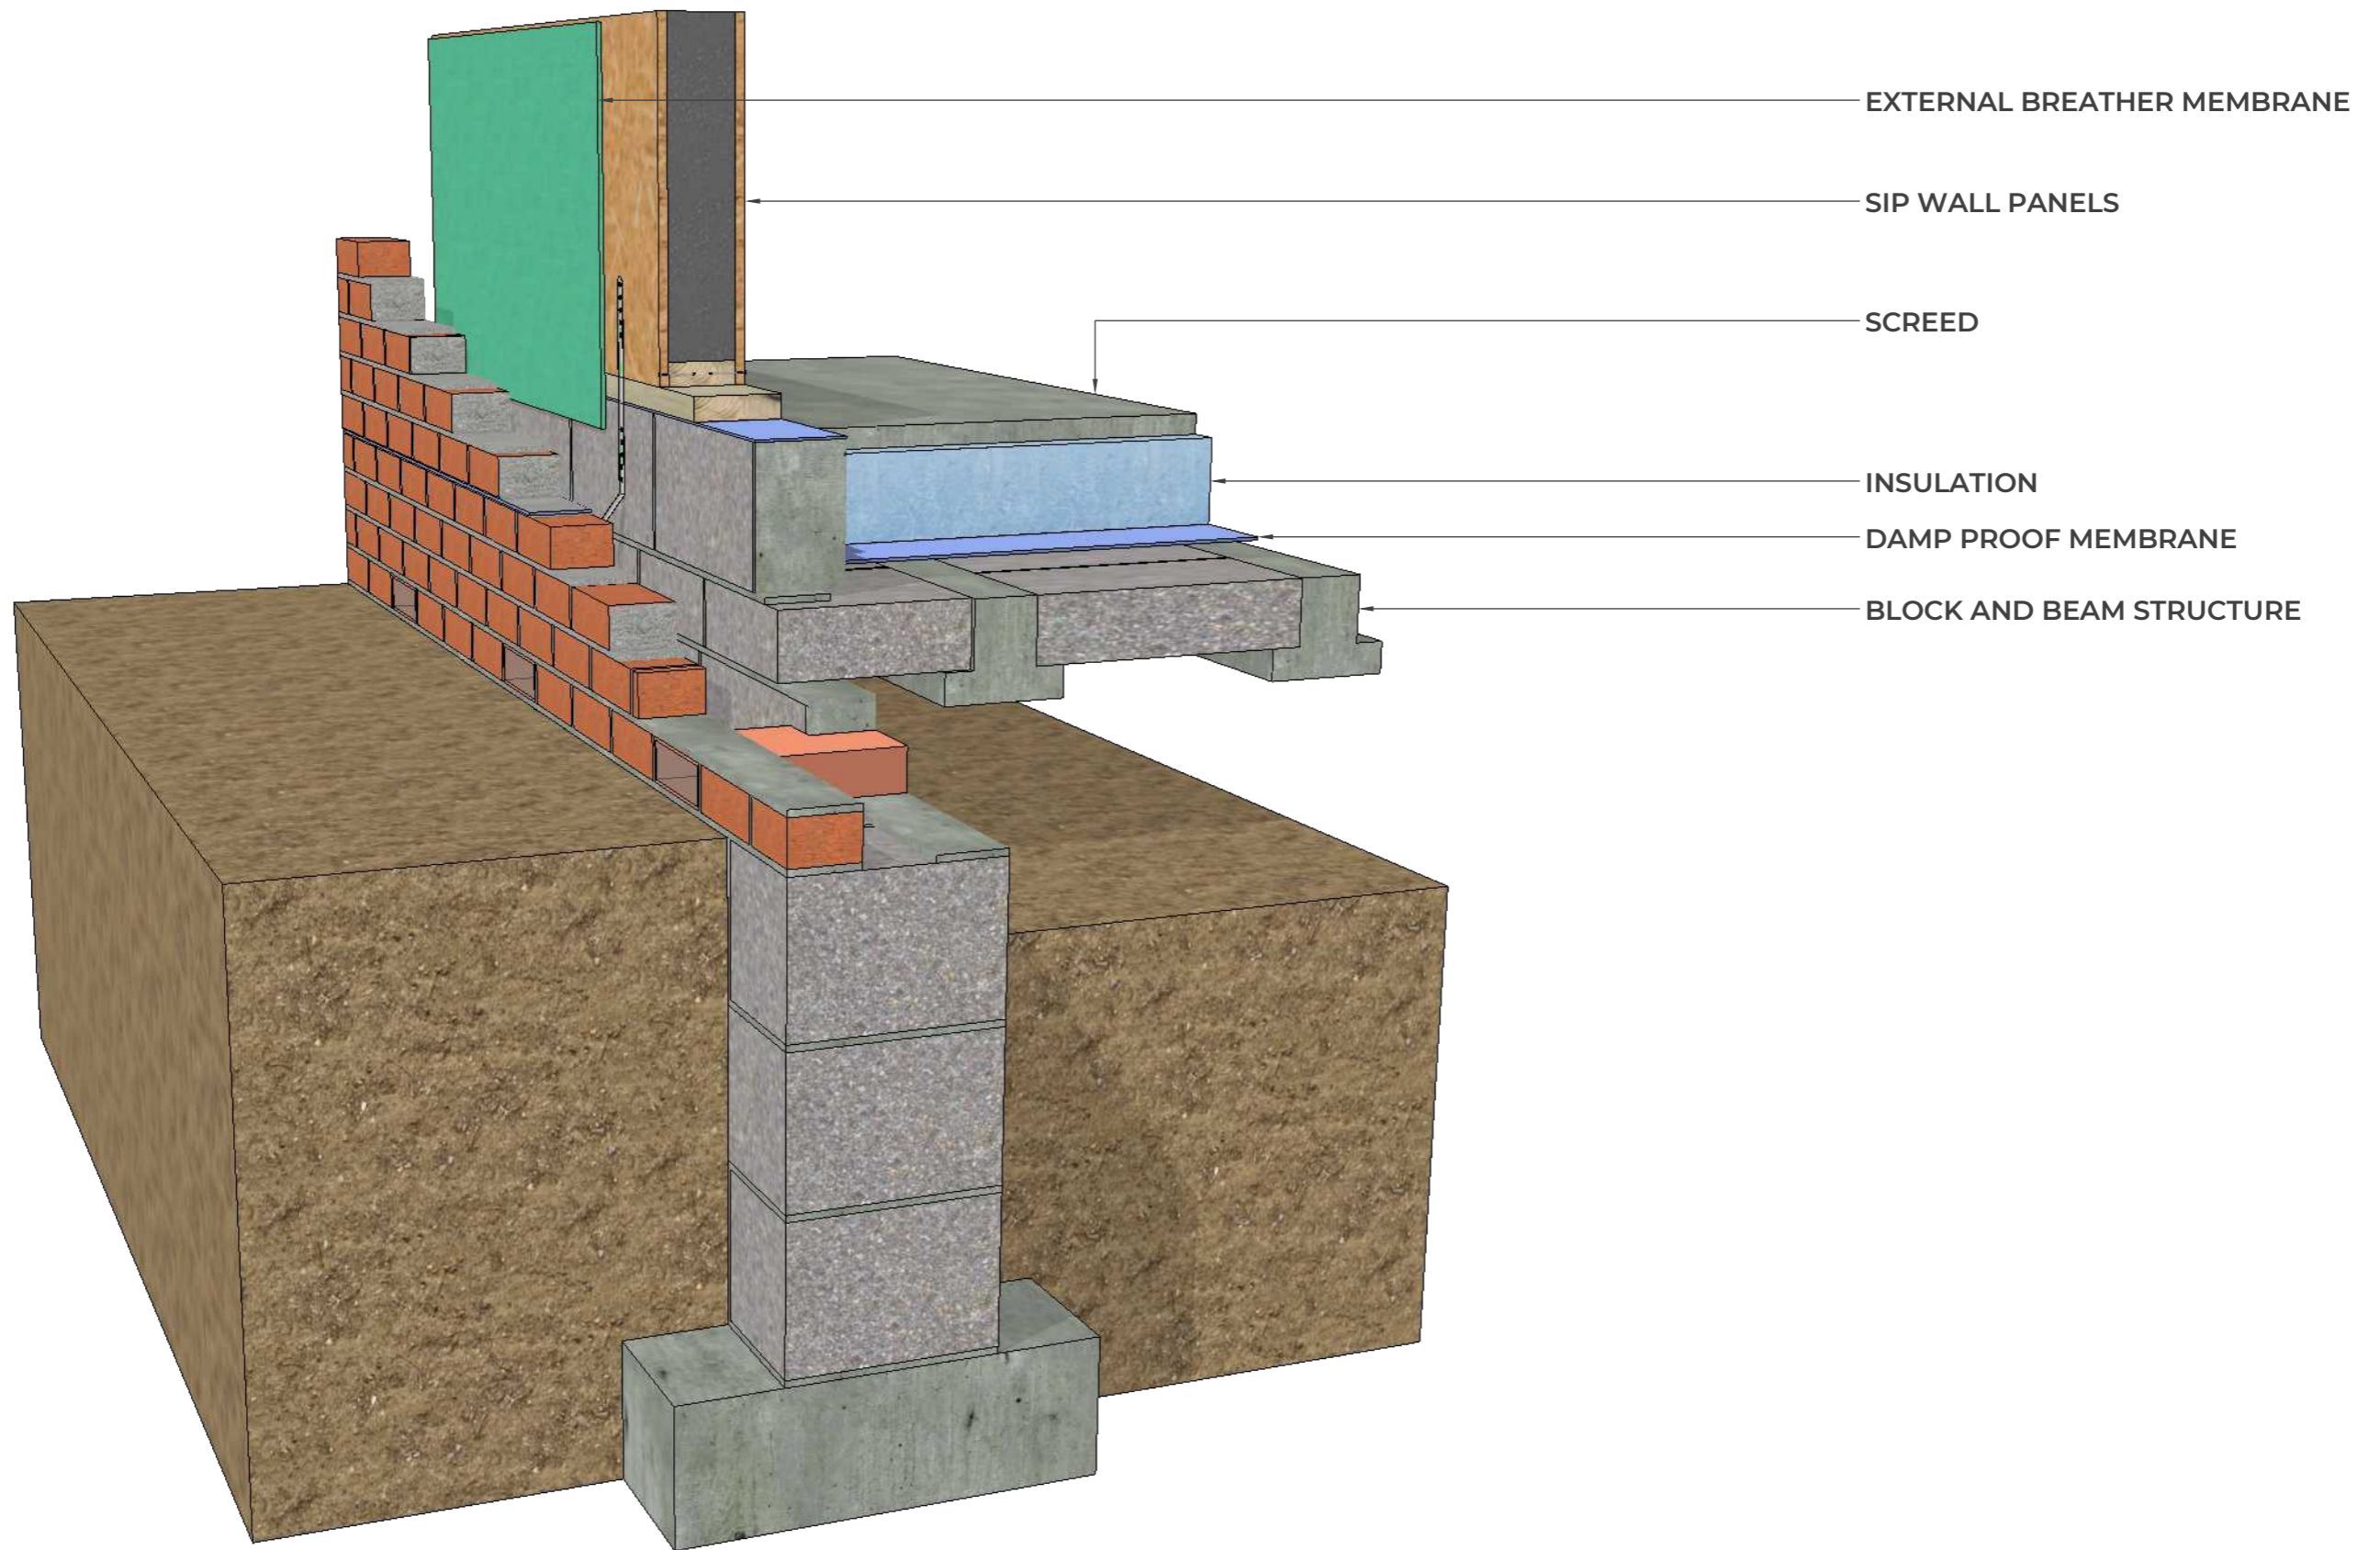 EXTERNAL BREATHER MEMBRANE
SIP WALL PANELS
SCREED
INSULATION
DAMP PROOF MEMBRANE
BLOCK AND BEAM STRUCTURE